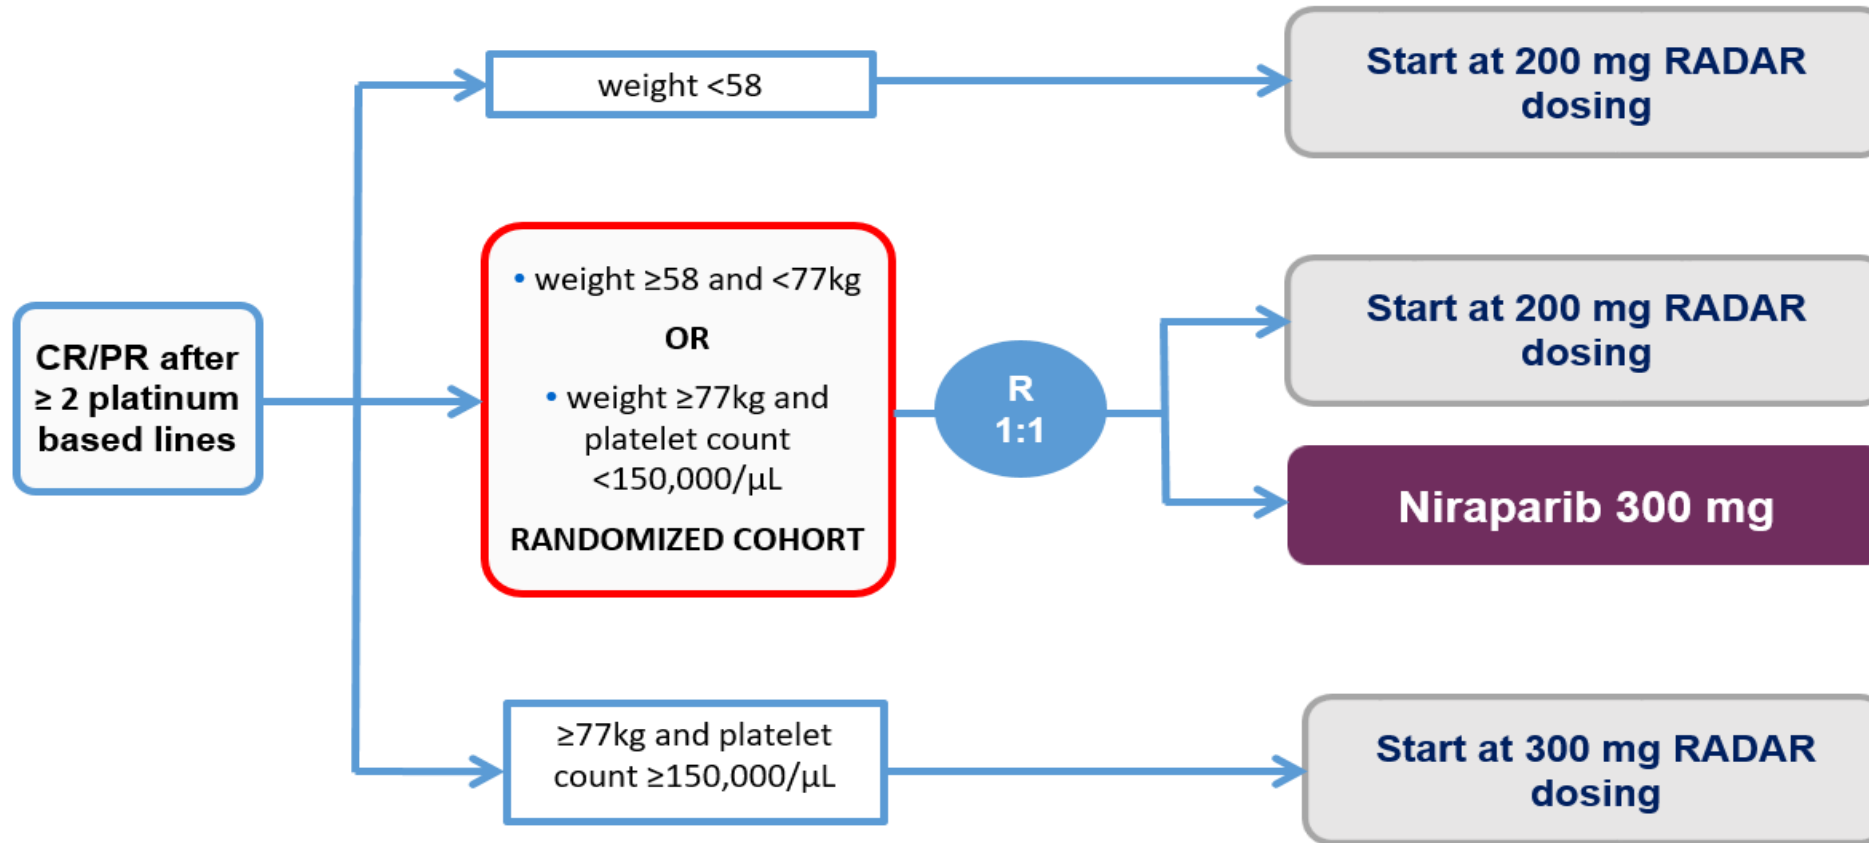 weight <58
Start at 200 mg RADAR
dosing
CR/PR after
≥ 2 platinum
based lines
• weight ≥58 and <77kg
OR
• weight ≥77kg and
platelet count
<150,000/µL
RANDOMIZED COHORT
R
1:1
Start at 200 mg RADAR
dosing
Niraparib 300 mg
≥77kg and platelet
count ≥150,000/µL
Start at 300 mg RADAR
dosing